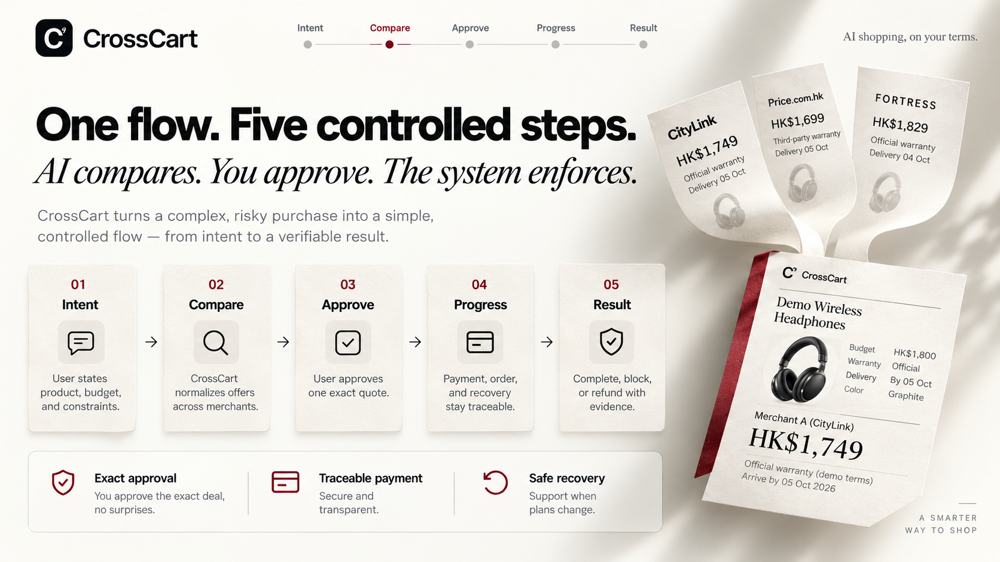 CrossCart
Intent
Compare
Approve
Progress
Result
AI shopping, on your terms.
One flow. Five controlled steps.
AI compares. You approve. The system enforces.
CrossCart turns a complex, risky purchase into a simple,
controlled flow — from intent to a verifiable result.
01
Intent
User states
product, budget,
and constraints.
02
Compare
CrossCart
normalizes offers
across merchants.
03
Approve
User approves
one exact quote.
04
Progress
Payment, order,
and recovery
stay traceable.
05
Result
Complete, block,
or refund with
evidence.
Exact approval
You approve the exact deal,
no surprises.
Traceable payment
Secure and
transparent.
Safe recovery
Support when
plans change.
CityLink
HK$1,749
Official warranty
Delivery 05 Oct
Price.com.hk
HK$1,699
Third-party warranty
Delivery 05 Oct
FORTRESS
HK$1,829
Official warranty
Delivery 04 Oct
CrossCart
Demo Wireless
Headphones
Budget HK$1,800
Warranty Official
Delivery By 05 Oct
Color Graphite
Merchant A (CityLink)
HK$1,749
Official warranty (demo terms)
Arrive by 05 Oct 2026
A SMARTER
WAY TO SHOP